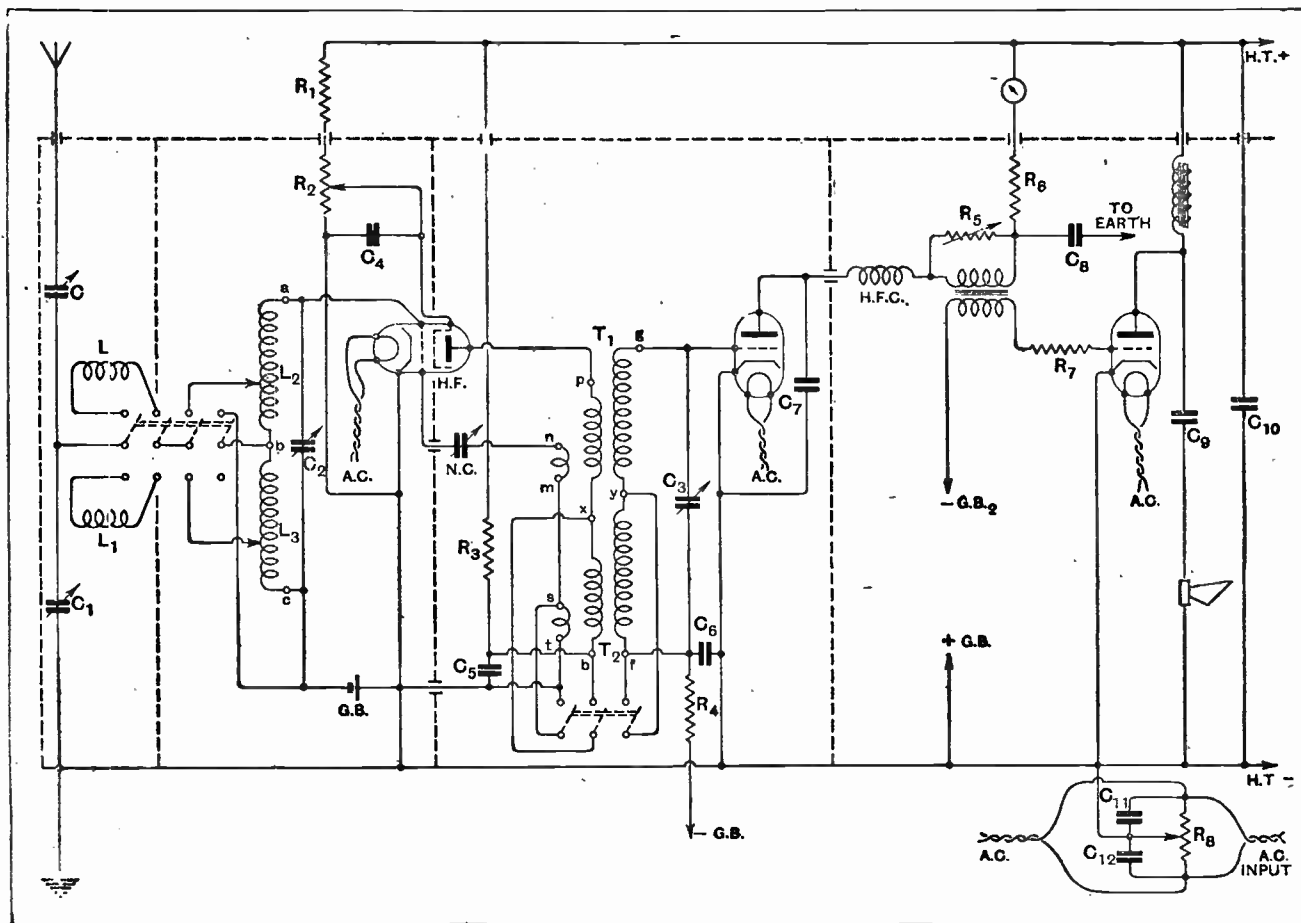 H.T.+
R1
R2
C4
R6
R5
TO
EARTH
C8
C
a
L2
L
b
C2
L1
L3
c
C1
A.C.
H.F.
T1
g
p
n
N.C.
m
x
y
R3
s
t
C5
b
T2
f
C3
C6
R4
C7
A.C.
H.F.C.
R7
– G.B.2
A.C.
C9
C10
G.B.
+ G.B.
– G.B.
H.T –
C11
C12
R8
A.C.
A.C.
INPUT